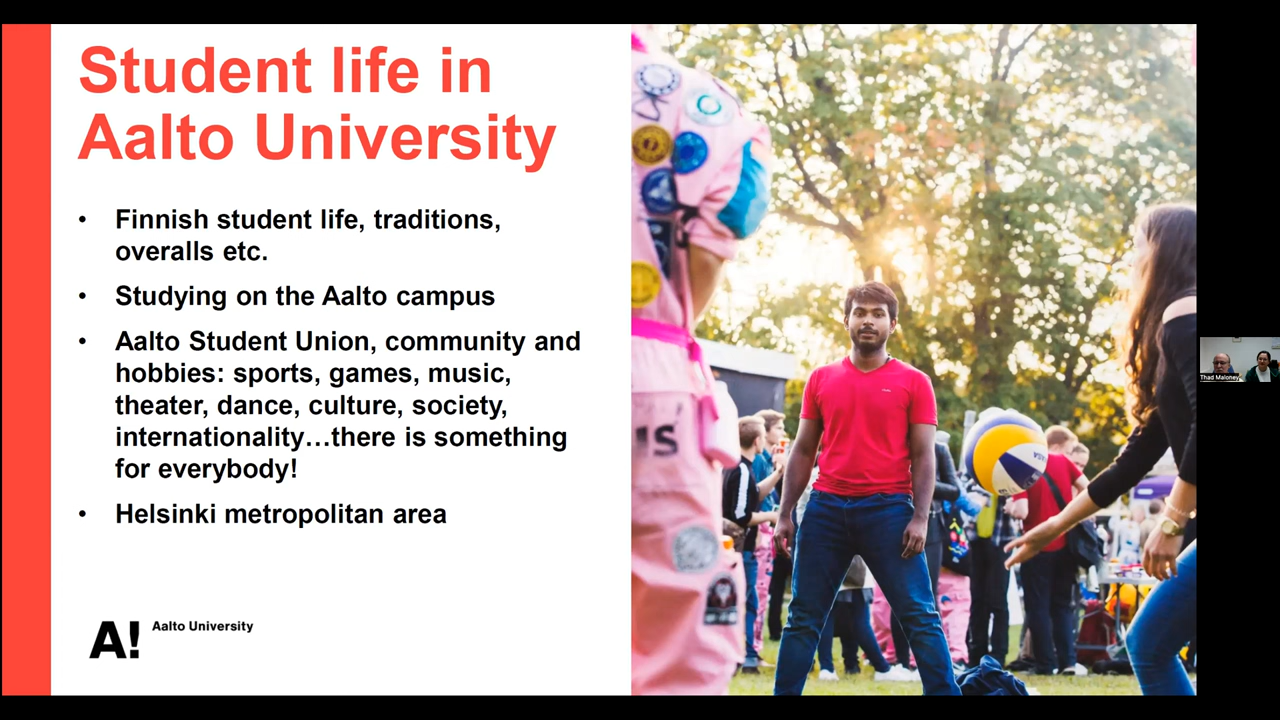 Student life in
Aalto University
• Finnish student life, traditions,
overalls etc.
• Studying on the Aalto campus
• Aalto Student Union, community and
hobbies: sports, games, music,
theater, dance, culture, society,
internationality…there is something
for everybody!
• Helsinki metropolitan area
A! Aalto University
Thad Maloney